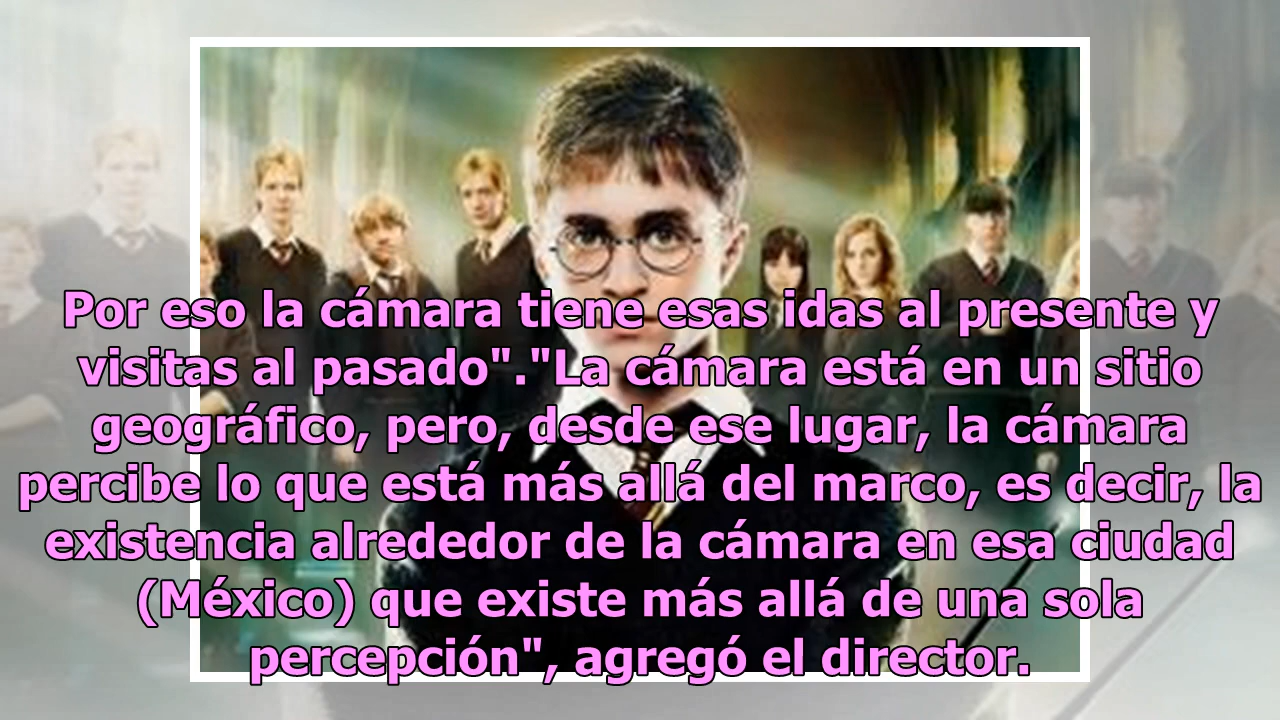 Por eso la cámara tiene esas idas al presente y
visitas al pasado"."La cámara está en un sitio
geográfico, pero, desde ese lugar, la cámara
percibe lo que está más allá del marco, es decir, la
existencia alrededor de la cámara en esa ciudad
(México) que existe más allá de una sola
percepción", agregó el director.